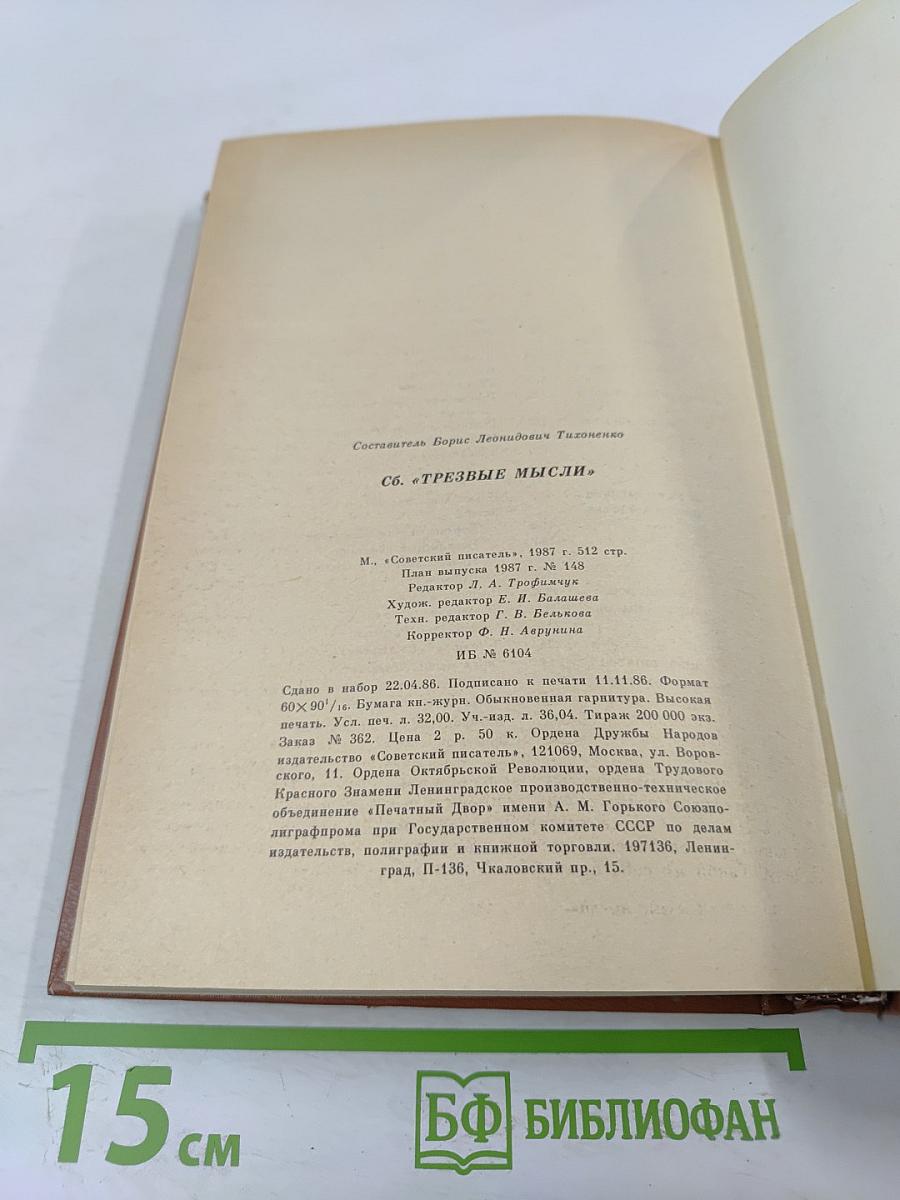 Составитель Борис Леонидович Тихоненко
Сб. «ТРЕЗВЫЕ МЫСЛИ»
М., «Советский писатель», 1987 г. 512 стр.
План выпуска 1987 г. № 148
Редактор Л. А. Трофимчук
Худож. редактор Е. И. Балашева
Техн. редактор Г. В. Белькова
Корректор Ф. Н. Аврунина
ИБ № 6104
Сдано в набор 22.04.86. Подписано к печати 11.11.86. Формат
60×90¹/₁₆. Бумага кн.-журн. Обыкновенная гарнитура. Высокая
печать. Усл. печ. л. 32,00. Уч.-изд. л. 36,04. Тираж 200 000 экз.
Заказ № 362. Цена 2 р. 50 к. Ордена Дружбы Народов
издательство «Советский писатель», 121069, Москва, ул. Воров-
ского, 11. Ордена Октябрьской Революции, ордена Трудового
Красного Знамени Ленинградское производственно-техническое
объединение «Печатный Двор» имени А. М. Горького Союзпо-
лиграфпрома при Государственном комитете СССР по делам
издательств, полиграфии и книжной торговли. 197136, Ленин-
град, П-136, Чкаловский пр., 15.
15 см
БФ БИБЛИОФАН